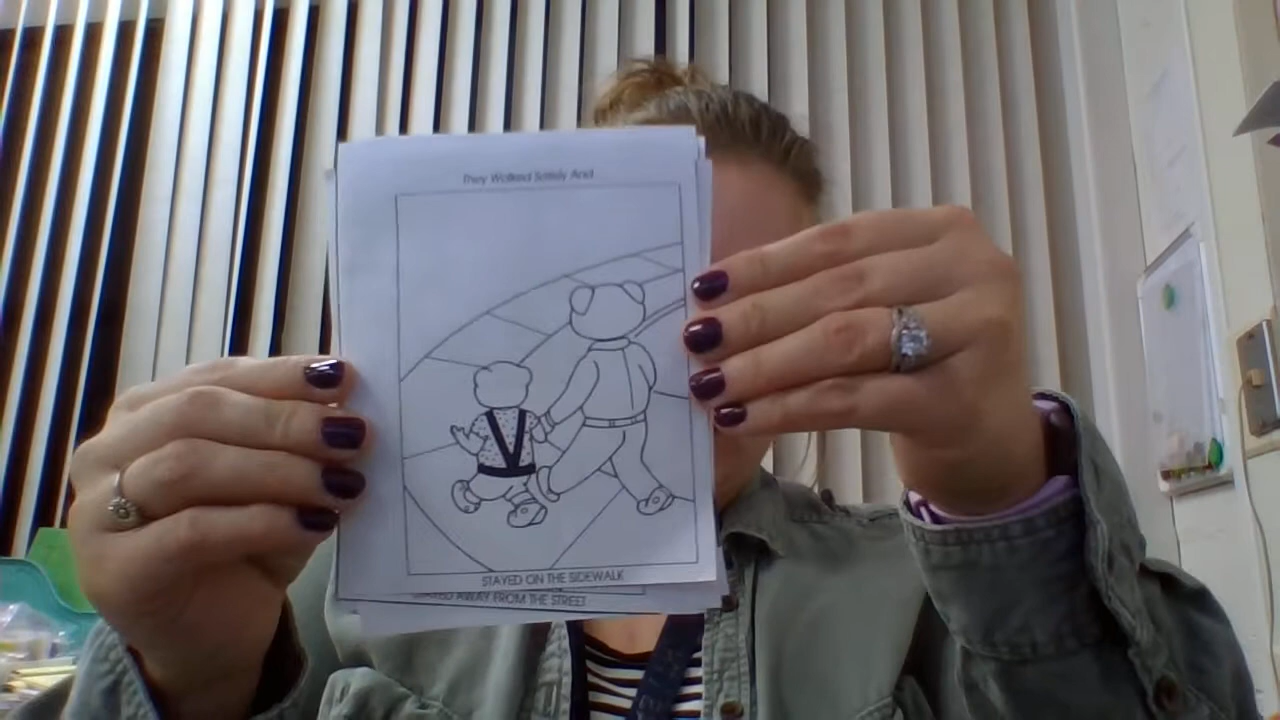 They Walked Safely And
STAYED ON THE SIDEWALK
AWAY FROM THE STREET